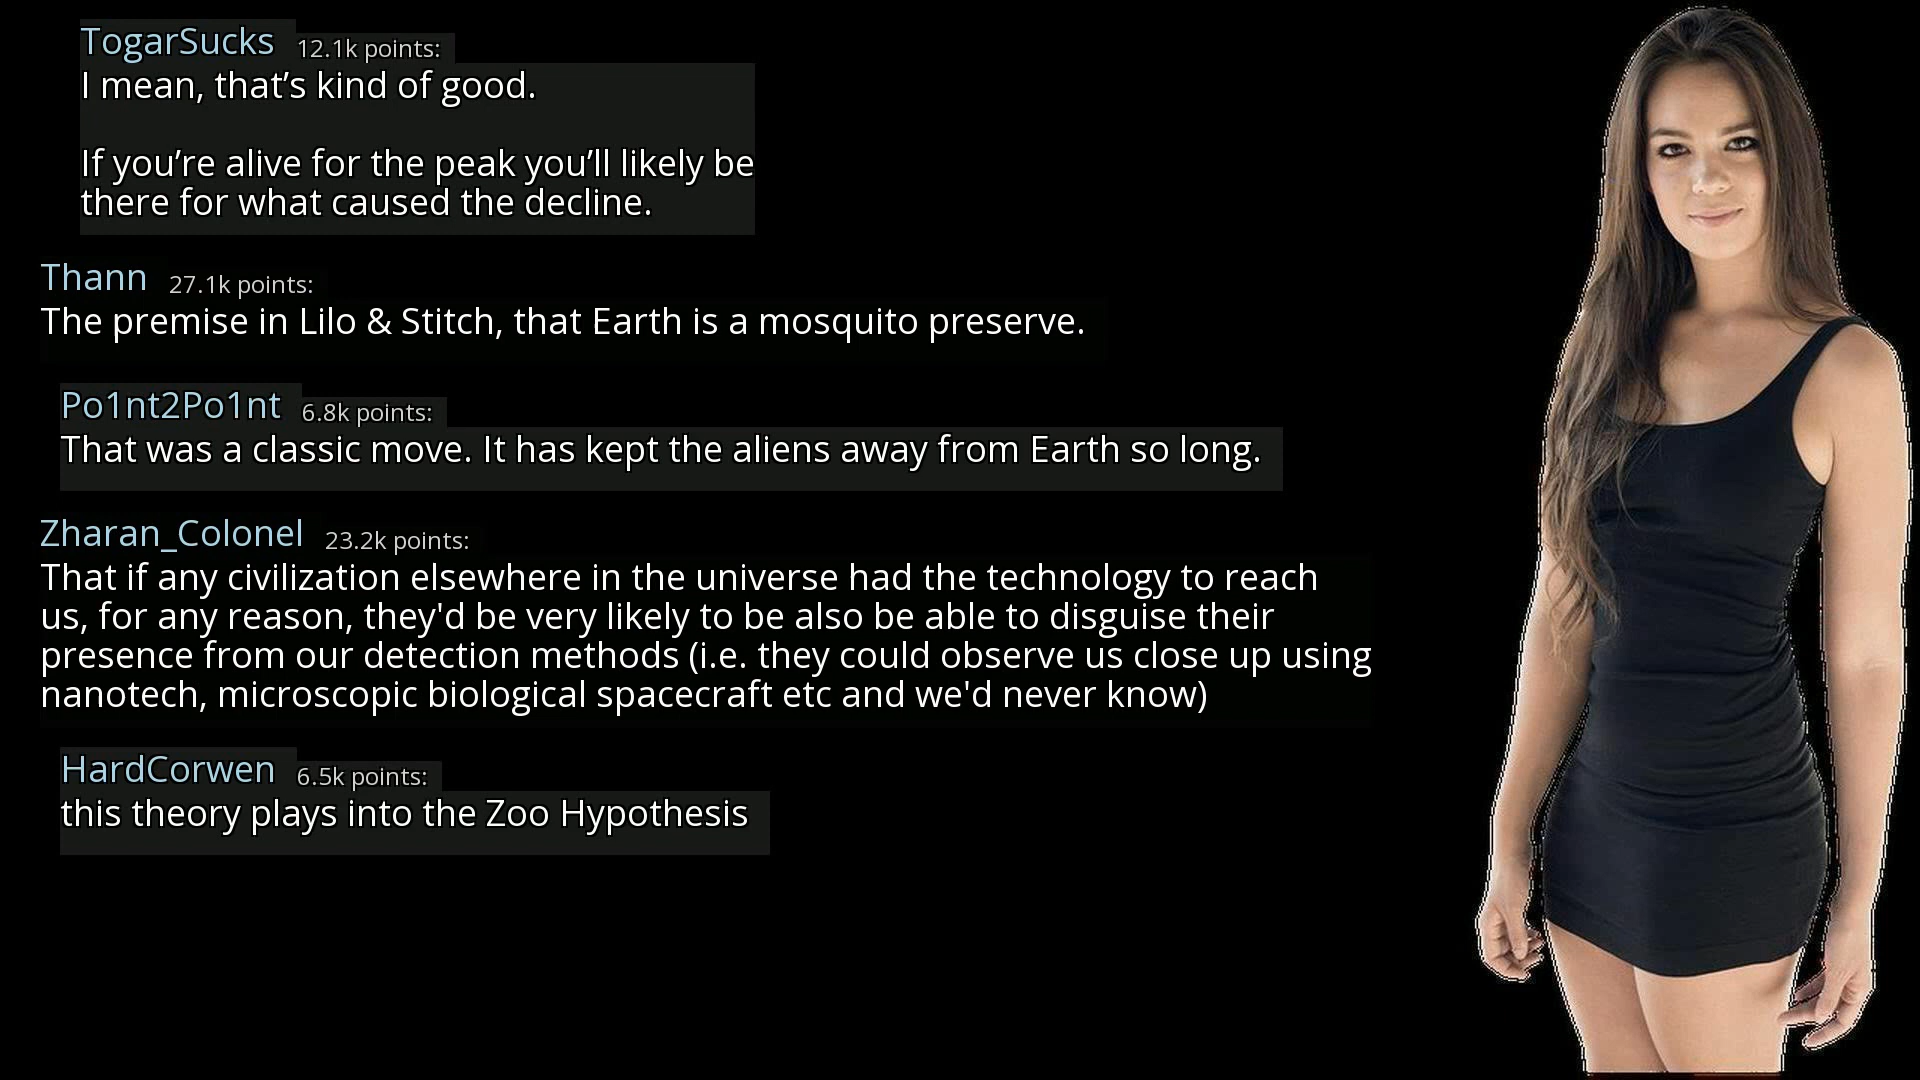 TogarSucks 12.1k points:
I mean, that’s kind of good.
If you’re alive for the peak you’ll likely be
there for what caused the decline.
Thann 27.1k points:
The premise in Lilo & Stitch, that Earth is a mosquito preserve.
Po1nt2Po1nt 6.8k points:
That was a classic move. It has kept the aliens away from Earth so long.
Zharan_Colonel 23.2k points:
That if any civilization elsewhere in the universe had the technology to reach
us, for any reason, they'd be very likely to be also be able to disguise their
presence from our detection methods (i.e. they could observe us close up using
nanotech, microscopic biological spacecraft etc and we'd never know)
HardCorwen 6.5k points:
this theory plays into the Zoo Hypothesis